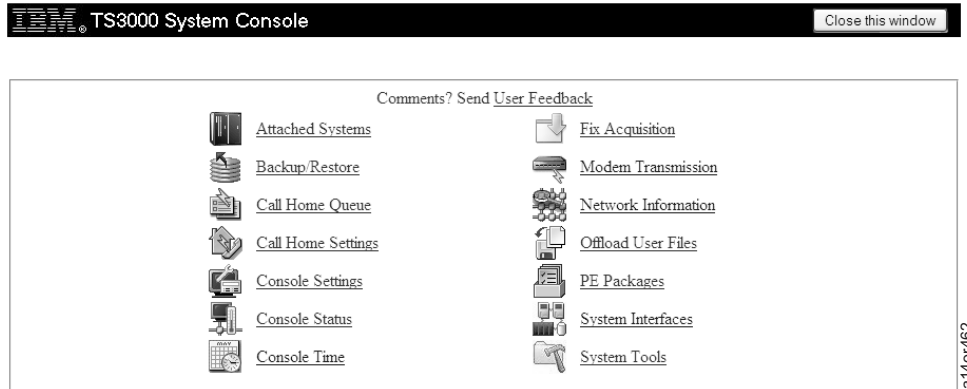 IBM® TS3000 System Console
Close this window
Comments? Send User Feedback
Attached Systems
Backup/Restore
Call Home Queue
Call Home Settings
Console Settings
Console Status
Console Time
Fix Acquisition
Modem Transmission
Network Information
Offload User Files
PE Packages
System Interfaces
System Tools